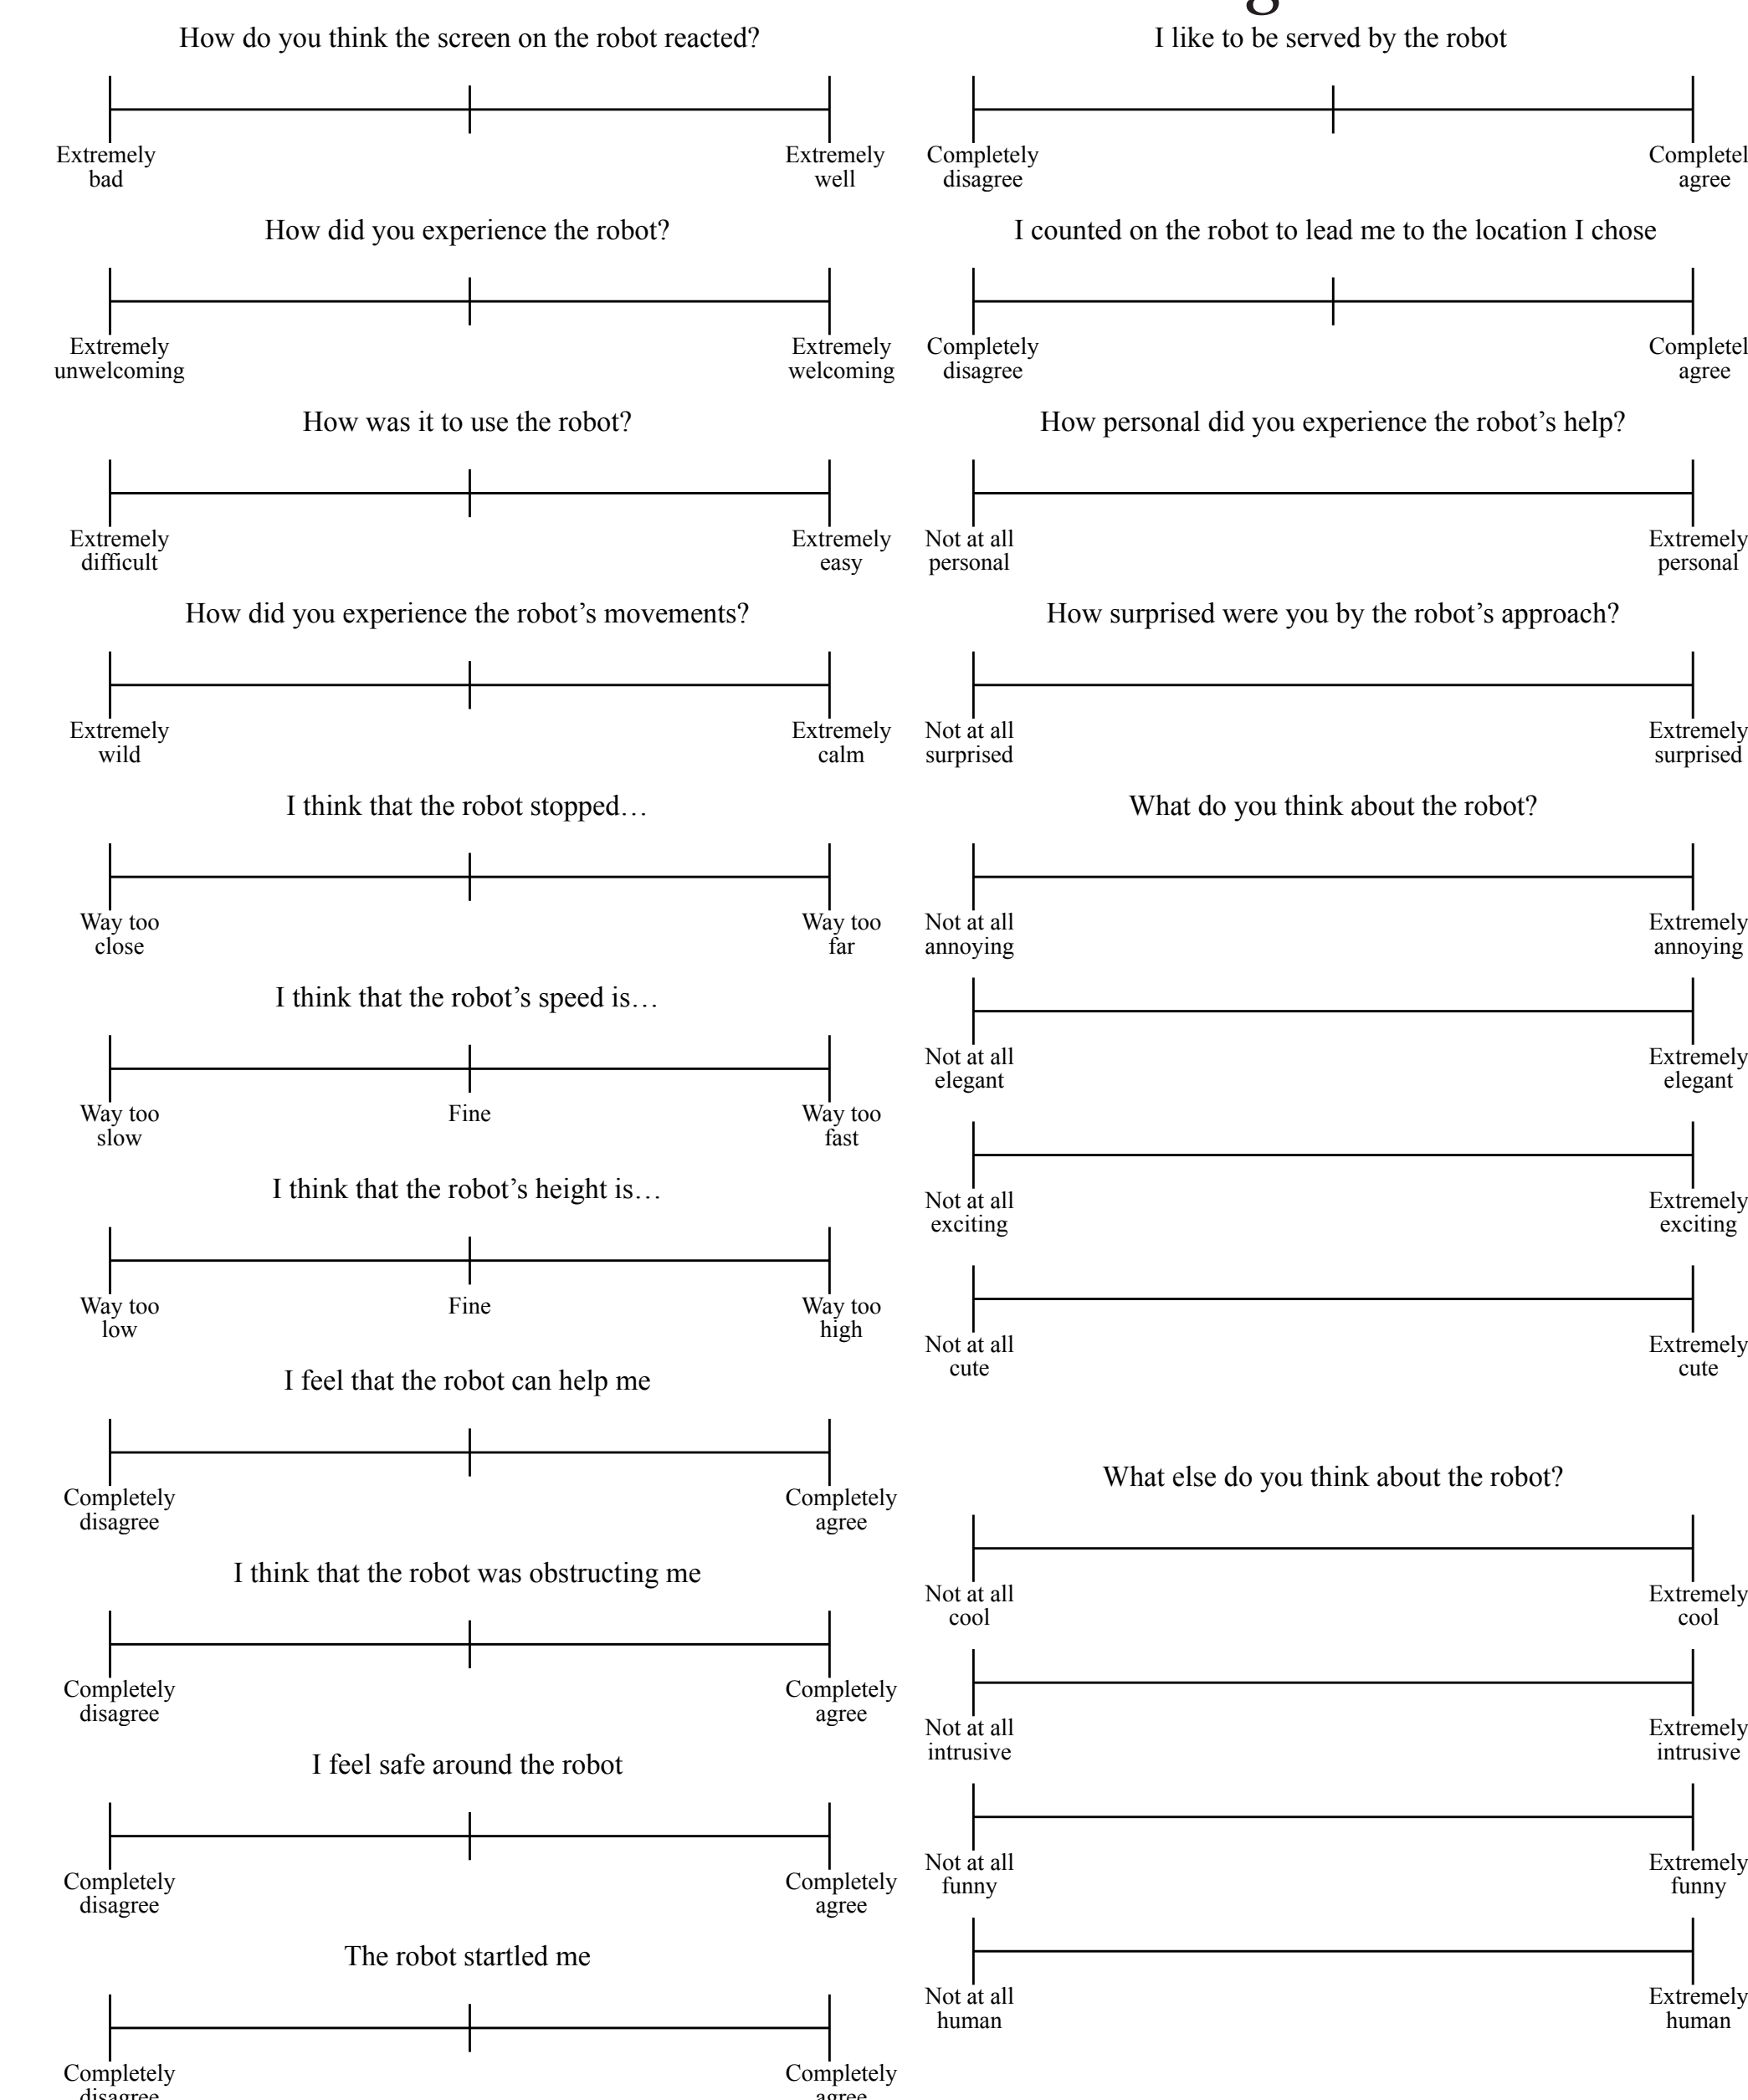 How do you think the screen on the robot reacted?
Extremely
bad
Extremely
well
How did you experience the robot?
Extremely
unwelcoming
Extremely
welcoming
How was it to use the robot?
Extremely
difficult
Extremely
easy
How did you experience the robot’s movements?
Extremely
wild
Extremely
calm
I think that the robot stopped…
Way too
close
Way too
far
I think that the robot’s speed is…
Way too
slow
Fine
Way too
fast
I think that the robot’s height is…
Way too
low
Fine
Way too
high
I feel that the robot can help me
Completely
disagree
Completely
agree
I think that the robot was obstructing me
Completely
disagree
Completely
agree
I feel safe around the robot
Completely
disagree
Completely
agree
The robot startled me
Completely
disagree
Completely
agree
I like to be served by the robot
Completely
disagree
Completel
agree
I counted on the robot to lead me to the location I chose
Completely
disagree
Completel
agree
How personal did you experience the robot’s help?
Not at all
personal
Extremely
personal
How surprised were you by the robot’s approach?
Not at all
surprised
Extremely
surprised
What do you think about the robot?
Not at all
annoying
Extremely
annoying
Not at all
elegant
Extremely
elegant
Not at all
exciting
Extremely
exciting
Not at all
cute
Extremely
cute
What else do you think about the robot?
Not at all
cool
Extremely
cool
Not at all
intrusive
Extremely
intrusive
Not at all
funny
Extremely
funny
Not at all
human
Extremely
human